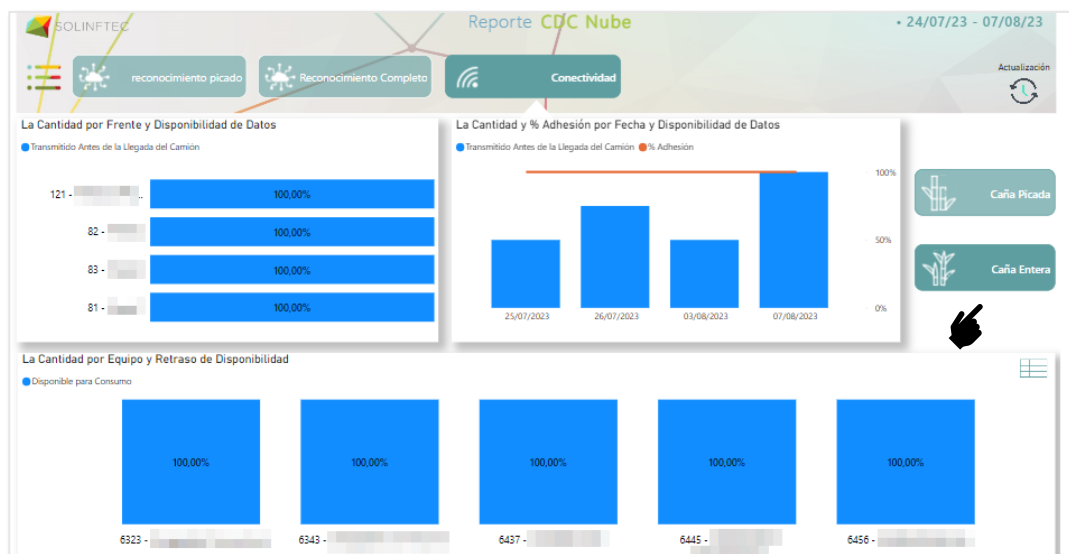 SOLINFTEC
Reporte CDC Nube
• 24/07/23 - 07/08/23
reconocimiento picado
Reconocimiento Completo
Conectividad
Actualización
La Cantidad por Frente y Disponibilidad de Datos
Transmitido Antes de la Llegada del Camión
121 - ..
100,00%
82 -
100,00%
83 -
100,00%
81 -
100,00%
La Cantidad y % Adhesión por Fecha y Disponibilidad de Datos
Transmitido Antes de la Llegada del Camión % Adhesión
100%
50%
0%
25/07/2023 26/07/2023 03/08/2023 07/08/2023
Caña Picada
Caña Entera
La Cantidad por Equipo y Retraso de Disponibilidad
Disponible para Consumo
100,00% 100,00% 100,00% 100,00% 100,00%
6323 - 6343 - 6437 - 6445 - 6456 -